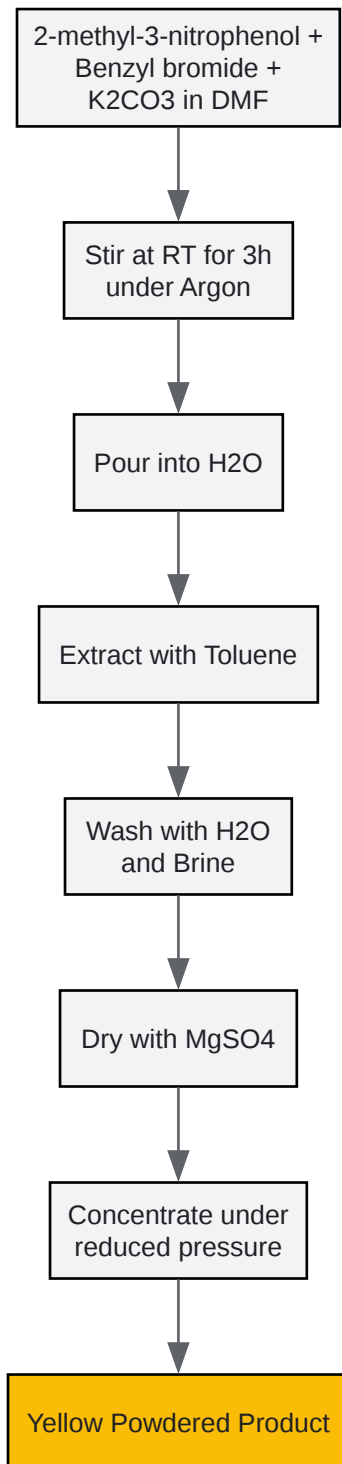 2-methyl-3-nitrophenol +
Benzyl bromide +
K2CO3 in DMF
Stir at RT for 3h
under Argon
Pour into H2O
Extract with Toluene
Wash with H2O
and Brine
Dry with MgSO4
Concentrate under
reduced pressure
Yellow Powdered Product